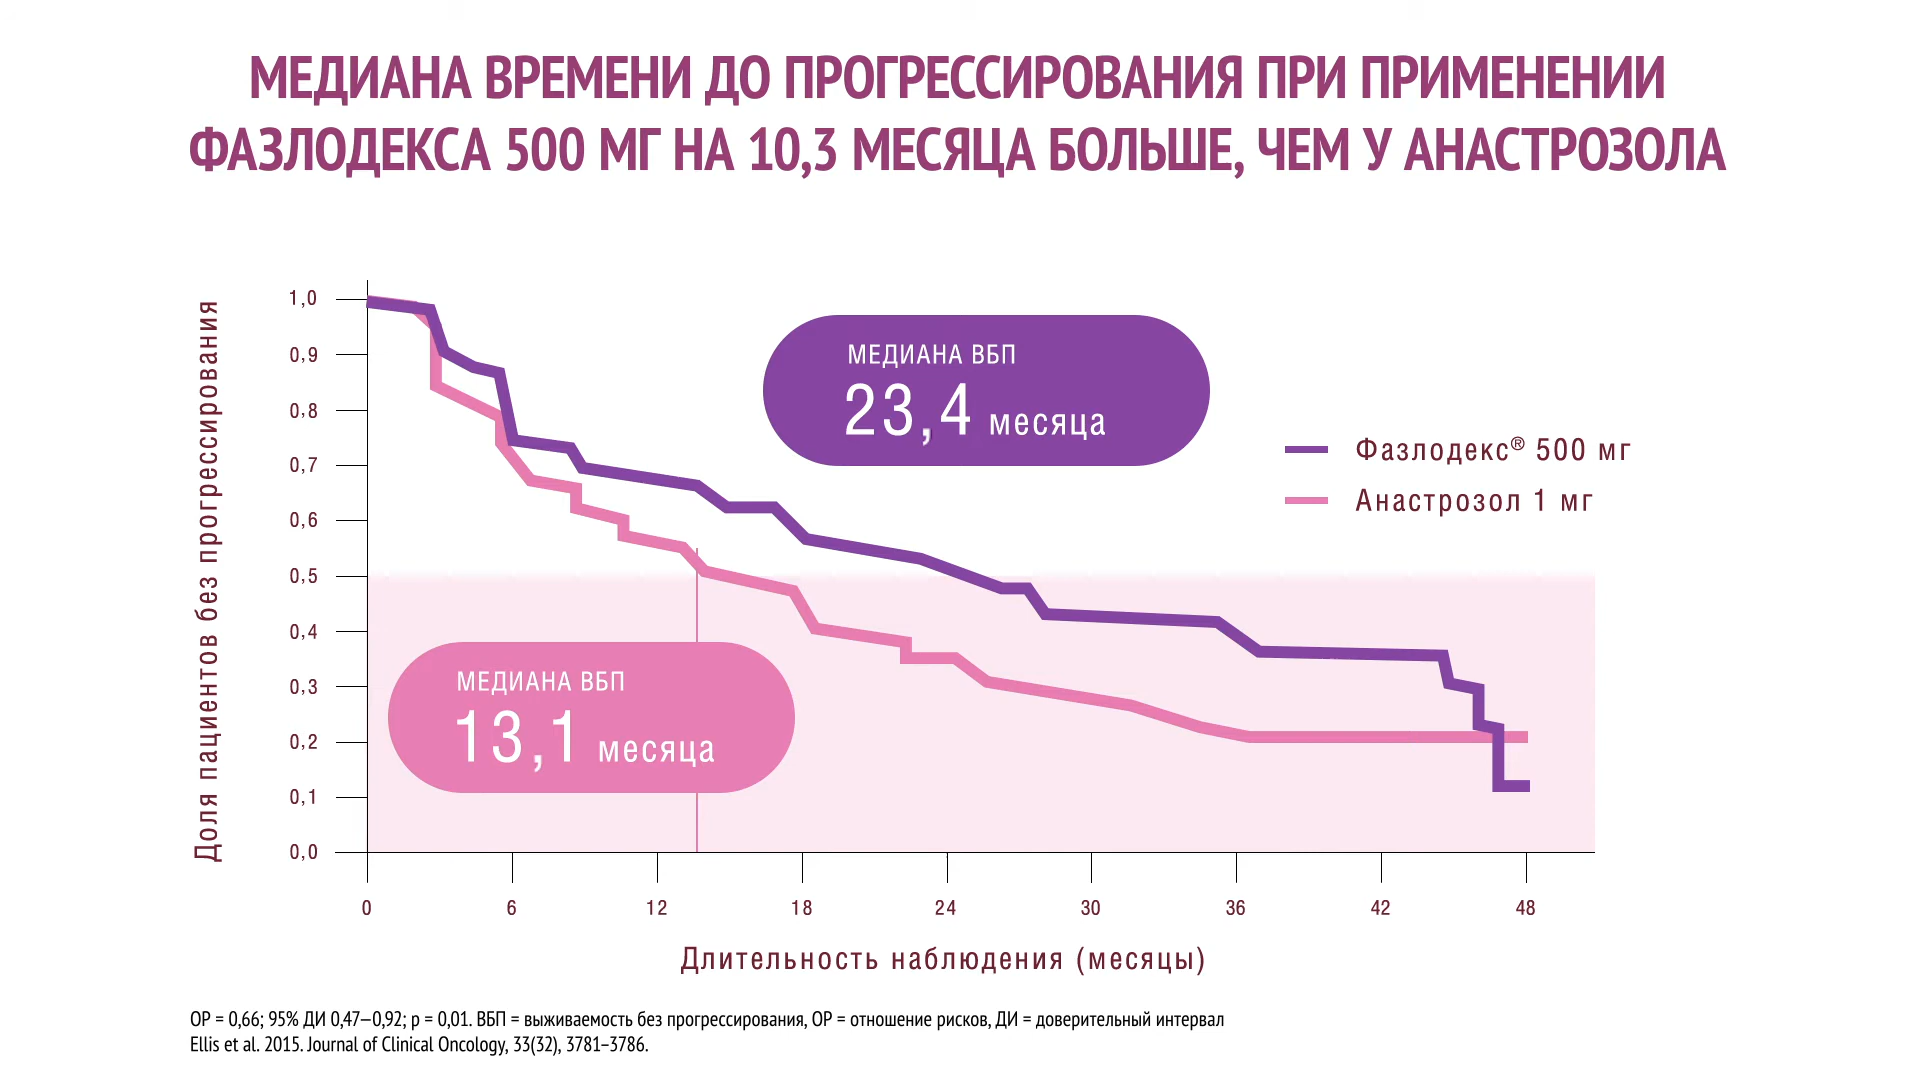 МЕДИАНА ВРЕМЕНИ ДО ПРОГРЕССИРОВАНИЯ ПРИ ПРИМЕНЕНИИ
ФАЗЛОДЕКСА 500 МГ НА 10,3 МЕСЯЦА БОЛЬШЕ, ЧЕМ У АНАСТРОЗОЛА
Доля пациентов без прогрессирования
1,0
0,9
0,8
0,7
0,6
0,5
0,4
0,3
0,2
0,1
0,0
МЕДИАНА ВБП
23,4 месяца
Фазлодекс® 500 мг
Анастрозол 1 мг
МЕДИАНА ВБП
13,1 месяца
0 6 12 18 24 30 36 42 48
Длительность наблюдения (месяцы)
ОР = 0,66; 95% ДИ 0,47–0,92; p = 0,01. ВБП = выживаемость без прогрессирования, ОР = отношение рисков, ДИ = доверительный интервал
Ellis et al. 2015. Journal of Clinical Oncology, 33(32), 3781–3786.